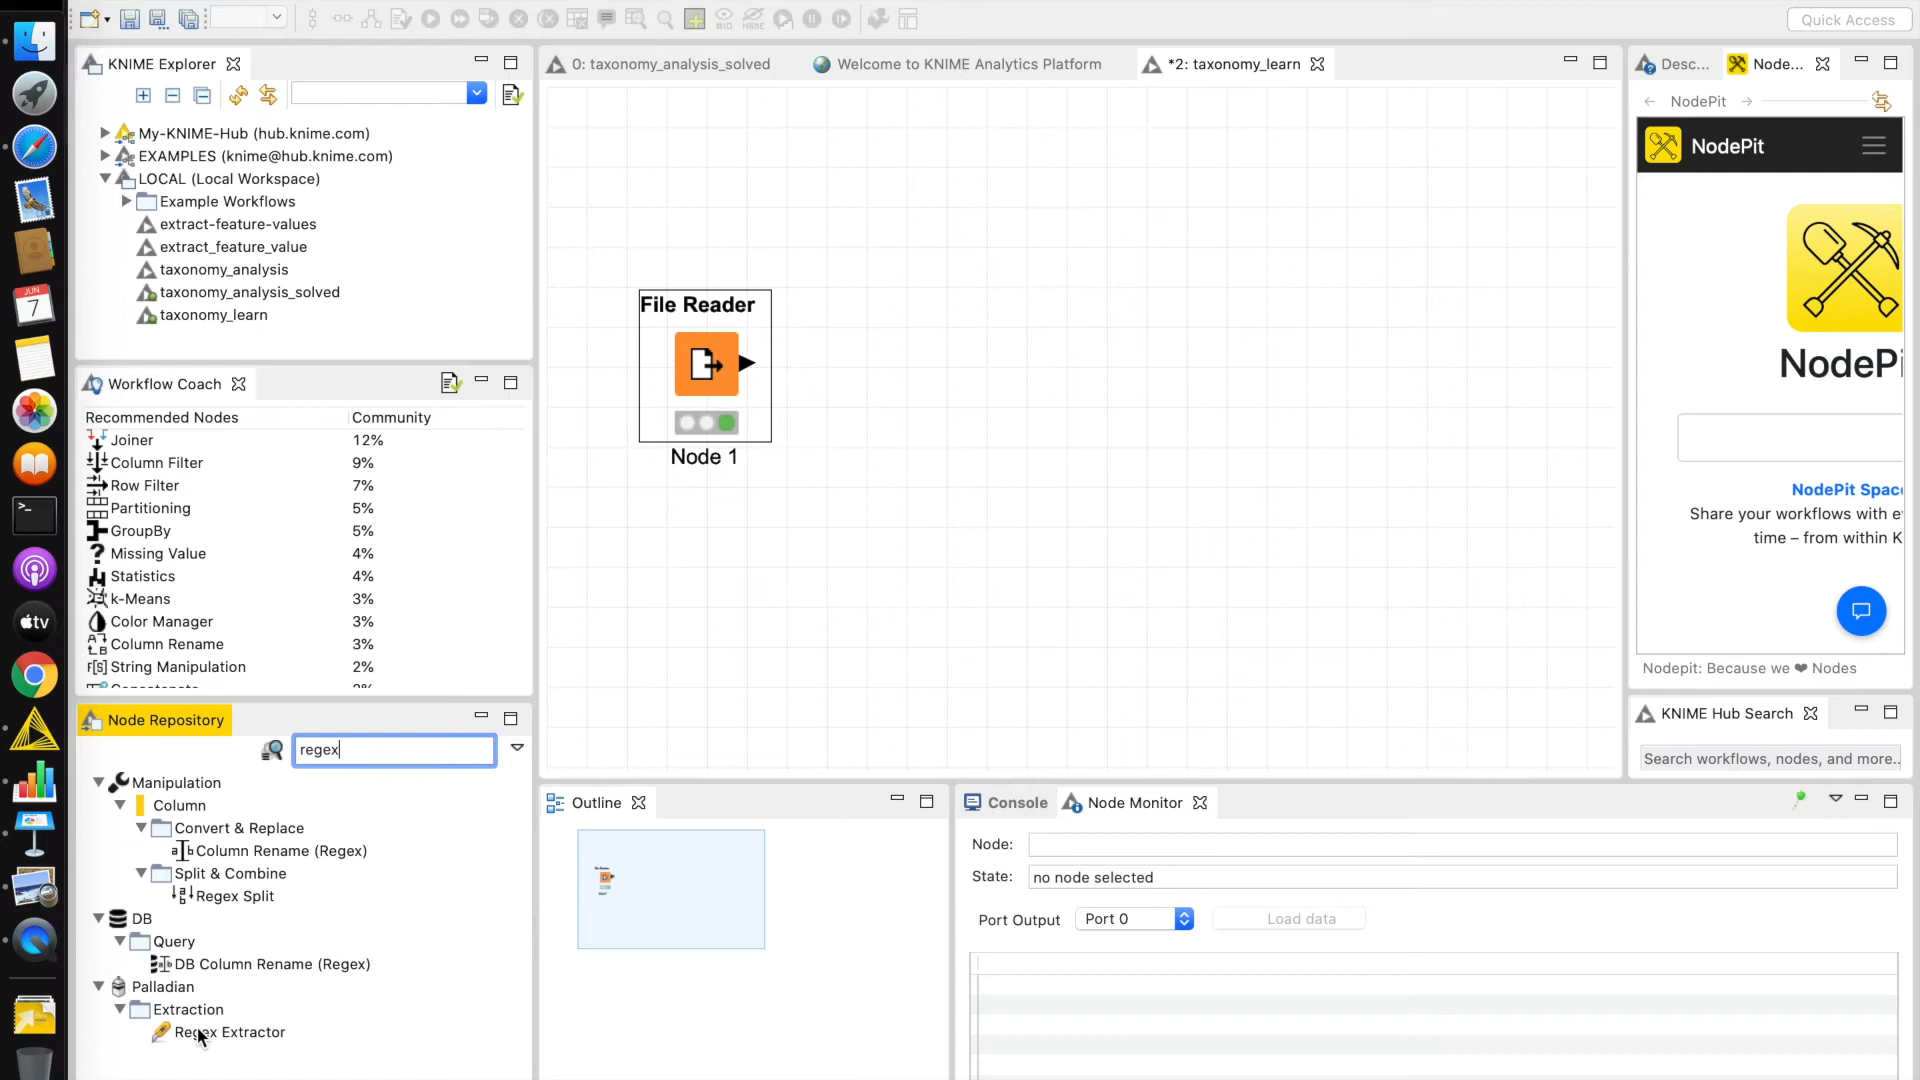 Quick Access
KNIME Explorer
My-KNIME-Hub (hub.knime.com)
EXAMPLES (knime@hub.knime.com)
LOCAL (Local Workspace)
Example Workflows
extract-feature-values
extract_feature_value
taxonomy_analysis
taxonomy_analysis_solved
taxonomy_learn
Workflow Coach
Recommended Nodes Community
Joiner 12%
Column Filter 9%
Row Filter 7%
Partitioning 5%
GroupBy 5%
Missing Value 4%
Statistics 4%
k-Means 3%
Color Manager 3%
Column Rename 3%
String Manipulation 2%
Node Repository
regex
Manipulation
Column
Convert & Replace
Column Rename (Regex)
Split & Combine
Regex Split
DB
Query
DB Column Rename (Regex)
Palladian
Extraction
Regex Extractor
0: taxonomy_analysis_solved
Welcome to KNIME Analytics Platform
*2: taxonomy_learn
File Reader
Node 1
Outline
Console
Node Monitor
Node:
State: no node selected
Port Output Port 0 Load data
Desc...
Node...
NodePit
NodePit
NodePi
NodePit Spac
Share your workflows with e
time – from within K
Nodepit: Because we ❤ Nodes
KNIME Hub Search
Search workflows, nodes, and more..
JUN
7
tv